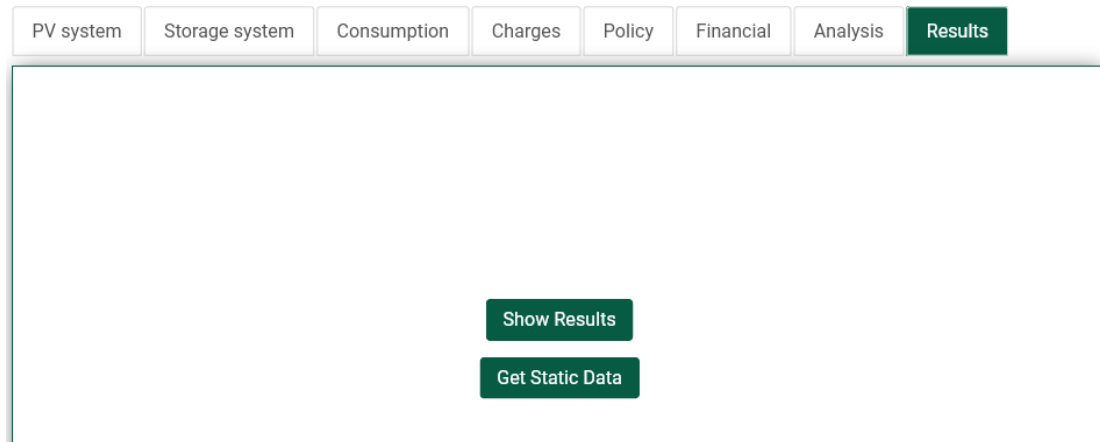 PV system Storage system Consumption Charges Policy Financial Analysis Results
Show Results
Get Static Data